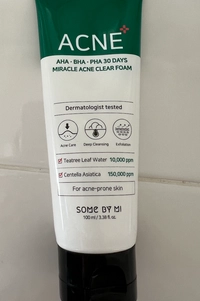 ACNE+
AHA · BHA · PHA 30 DAYS
MIRACLE ACNE CLEAR FOAM
Dermatologist tested
Acne Care Deep Cleansing Exfoliation
Teatree Leaf Water 10,000 ppm
Centella Asiatica 150,000 ppm
For acne-prone skin
SOME BY MI
100 ml / 3.38 fl. oz.